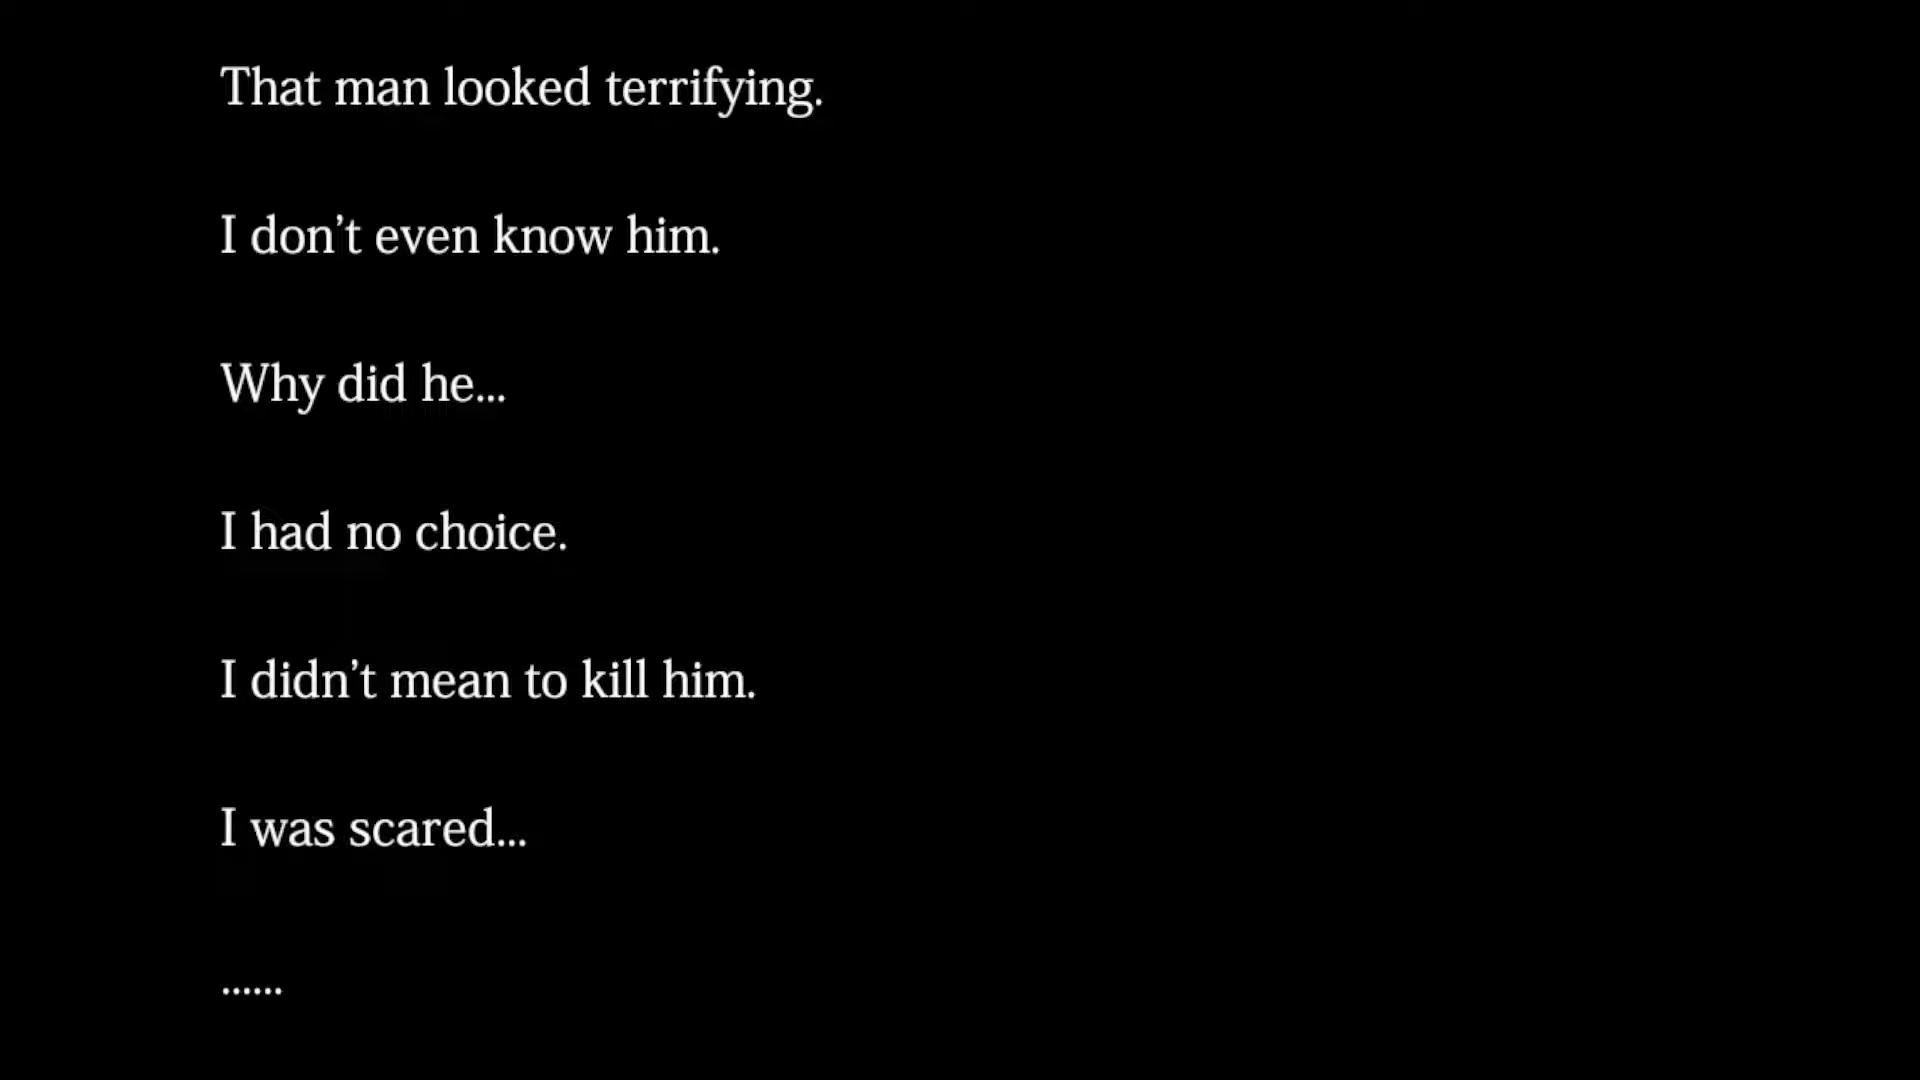 That man looked terrifying.
I don’t even know him.
Why did he...
I had no choice.
I didn’t mean to kill him.
I was scared...
......